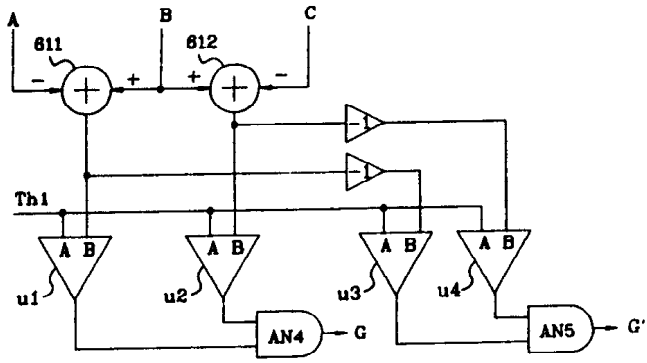 A B C
611 612
− + + −
+ +
-1
-1
Th1
A B A B A B A B
u1 u2 u3 u4
AN4 G AN5 G'